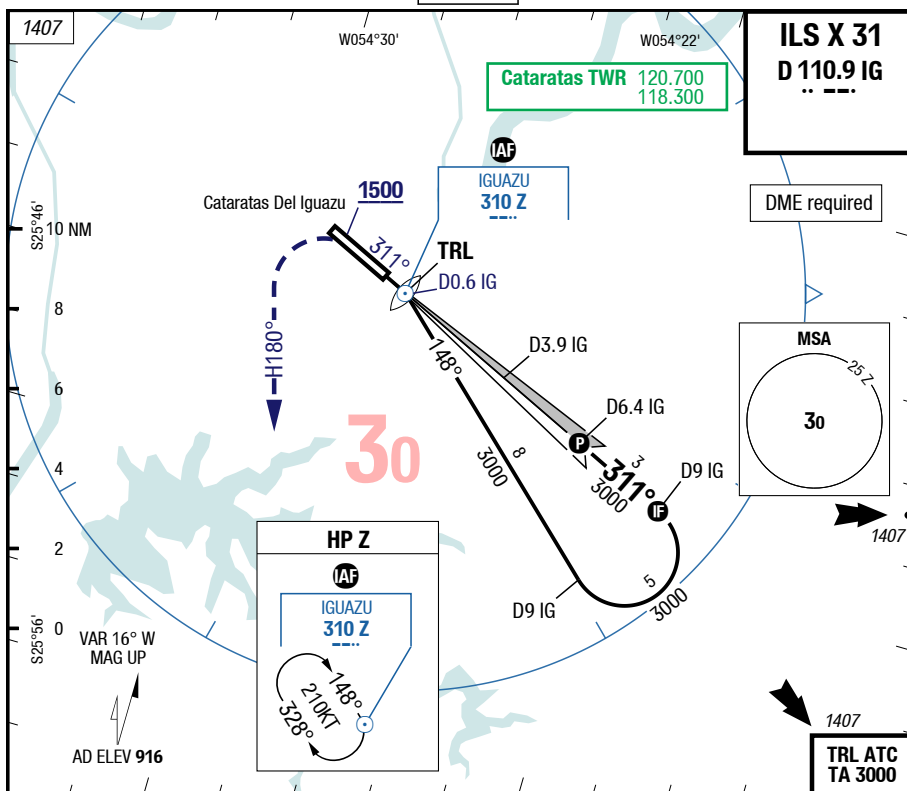 1407
W054°30'
W054°22'
ILS X 31
D 110.9 IG
Cataratas TWR 120.700
118.300
IAF
IGUAZU
310 Z
DME required
Cataratas Del Iguazu
1500
S25°46'
10 NM
311°
TRL
D0.6 IG
8
H180°
148°
D3.9 IG
MSA
25 Z
30
6
D6.4 IG
P
3
311°
3000
D9 IG
IF
30
8
3000
4
1407
2
HP Z
IAF
IGUAZU
310 Z
148°
210KT
328°
D9 IG
5
3000
S25°56'
0
VAR 16° W
MAG UP
AD ELEV 916
1407
TRL ATC
TA 3000